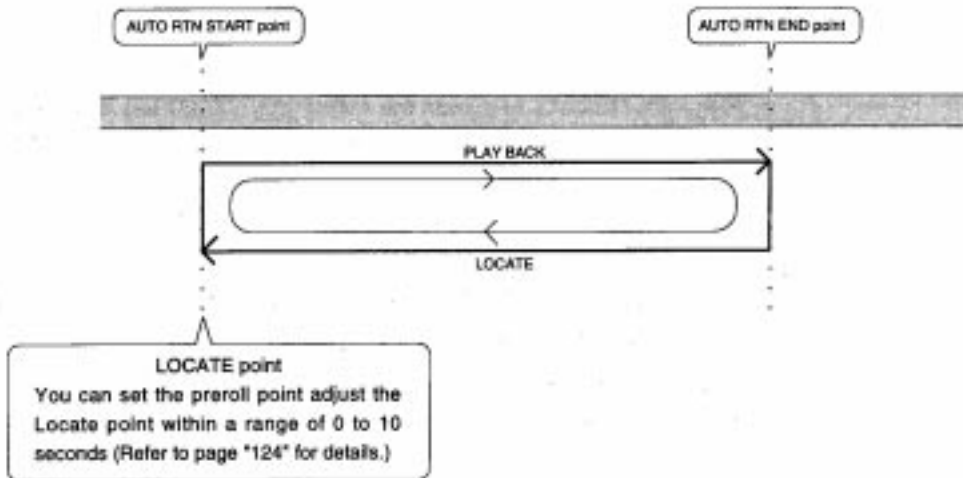 AUTO RTN START point
AUTO RTN END point
PLAY BACK
LOCATE
LOCATE point
You can set the preroll point adjust the
Locate point within a range of 0 to 10
seconds (Refer to page "124" for details.)